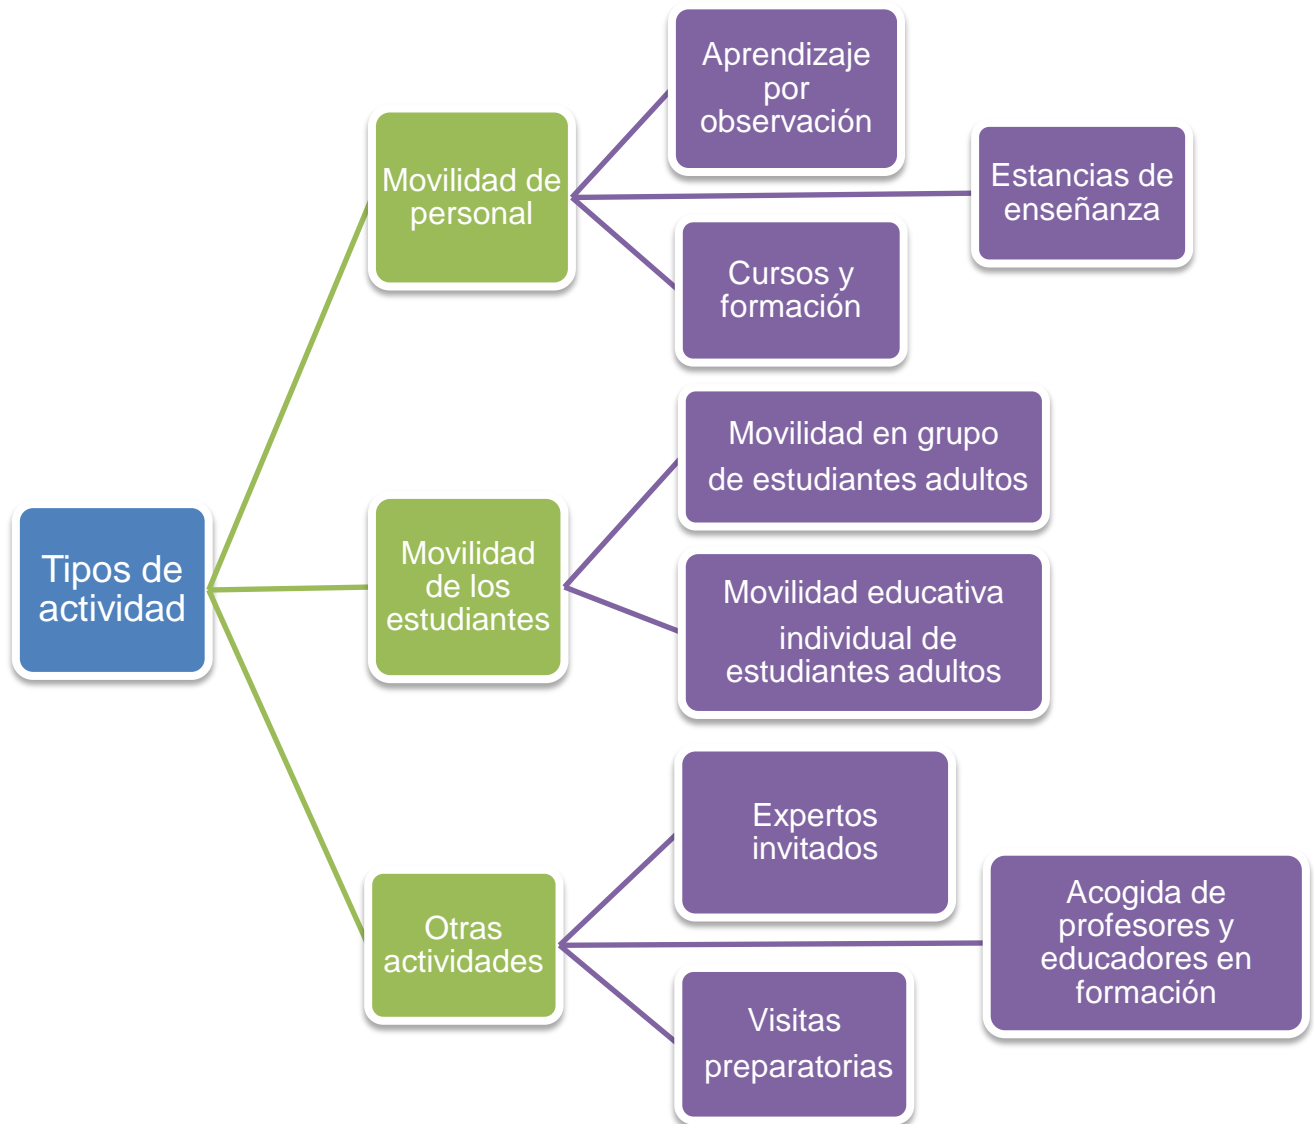 Tipos de
actividad
Movilidad de
personal
Aprendizaje
por
observación
Estancias de
enseñanza
Cursos y
formación
Movilidad
de los
estudiantes
Movilidad en grupo
de estudiantes adultos
Movilidad educativa
individual de
estudiantes adultos
Otras
actividades
Expertos
invitados
Acogida de
profesores y
educadores en
formación
Visitas
preparatorias